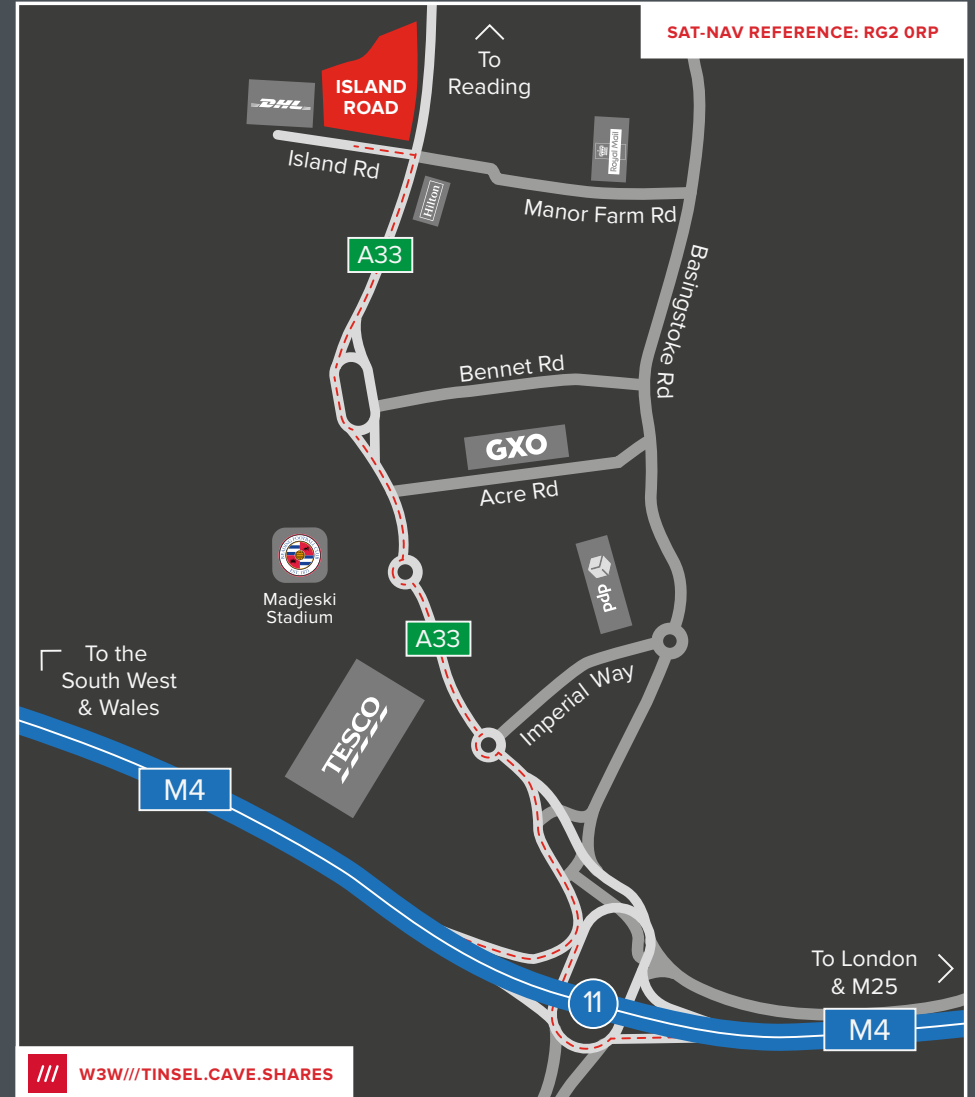 SAT-NAV REFERENCE: RG2 0RP
To
Reading
ISLAND
ROAD
DHL
Island Rd
Royal Mail
Hilton
Manor Farm Rd
A33
Basingstoke Rd
Bennet Rd
GXO
Acre Rd
dpd
Madjeski
Stadium
A33
To the
South West
& Wales
Imperial Way
TESCO
M4
To London
& M25
11
M4
W3W///TINSEL.CAVE.SHARES